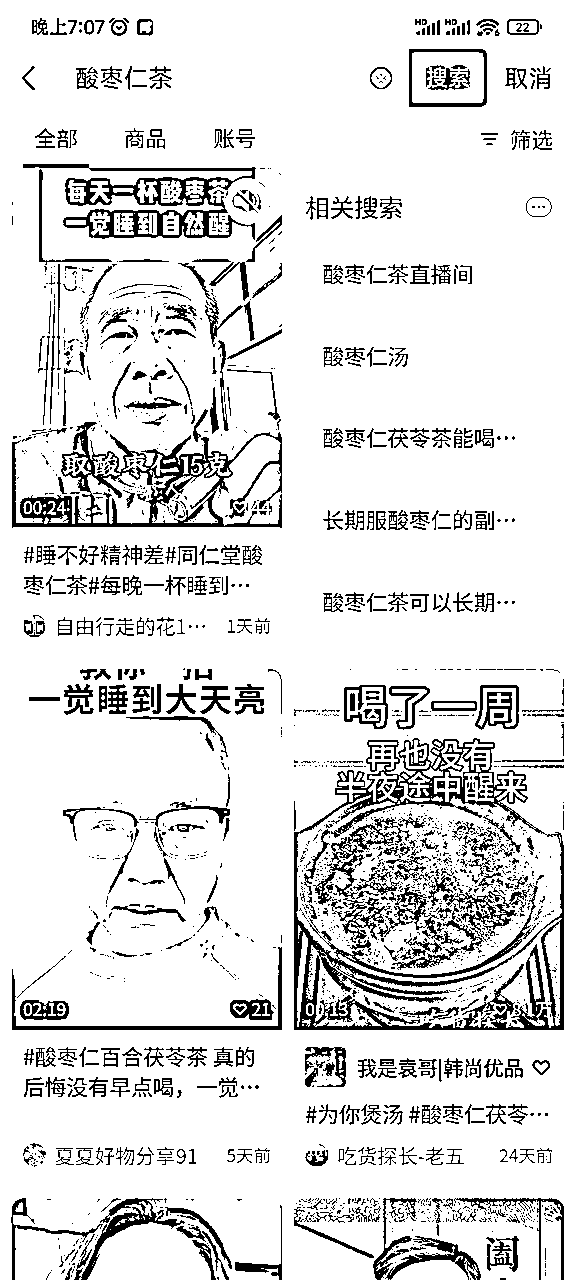 晚上7:07
HD HD 22
酸枣仁茶
搜索 取消
全部 商品 账号
筛选
每天一杯酸枣茶
一觉睡到自然醒
取酸枣仁15克
00:24 44
#睡不好精神差#同仁堂酸
枣仁茶#每晚一杯睡到…
自由行走的花1… 1天前
相关搜索
酸枣仁茶直播间
酸枣仁汤
酸枣仁茯苓茶能喝…
长期服酸枣仁的副…
酸枣仁茶可以长期…
一觉睡到大天亮
02:19 21
#酸枣仁百合茯苓茶 真的
后悔没有早点喝，一觉…
夏夏好物分享91 5天前
喝了一周
再也没有
半夜途中醒来
我是袁哥|韩尚优品
#为你煲汤 #酸枣仁茯苓…
吃货探长-老五 24天前